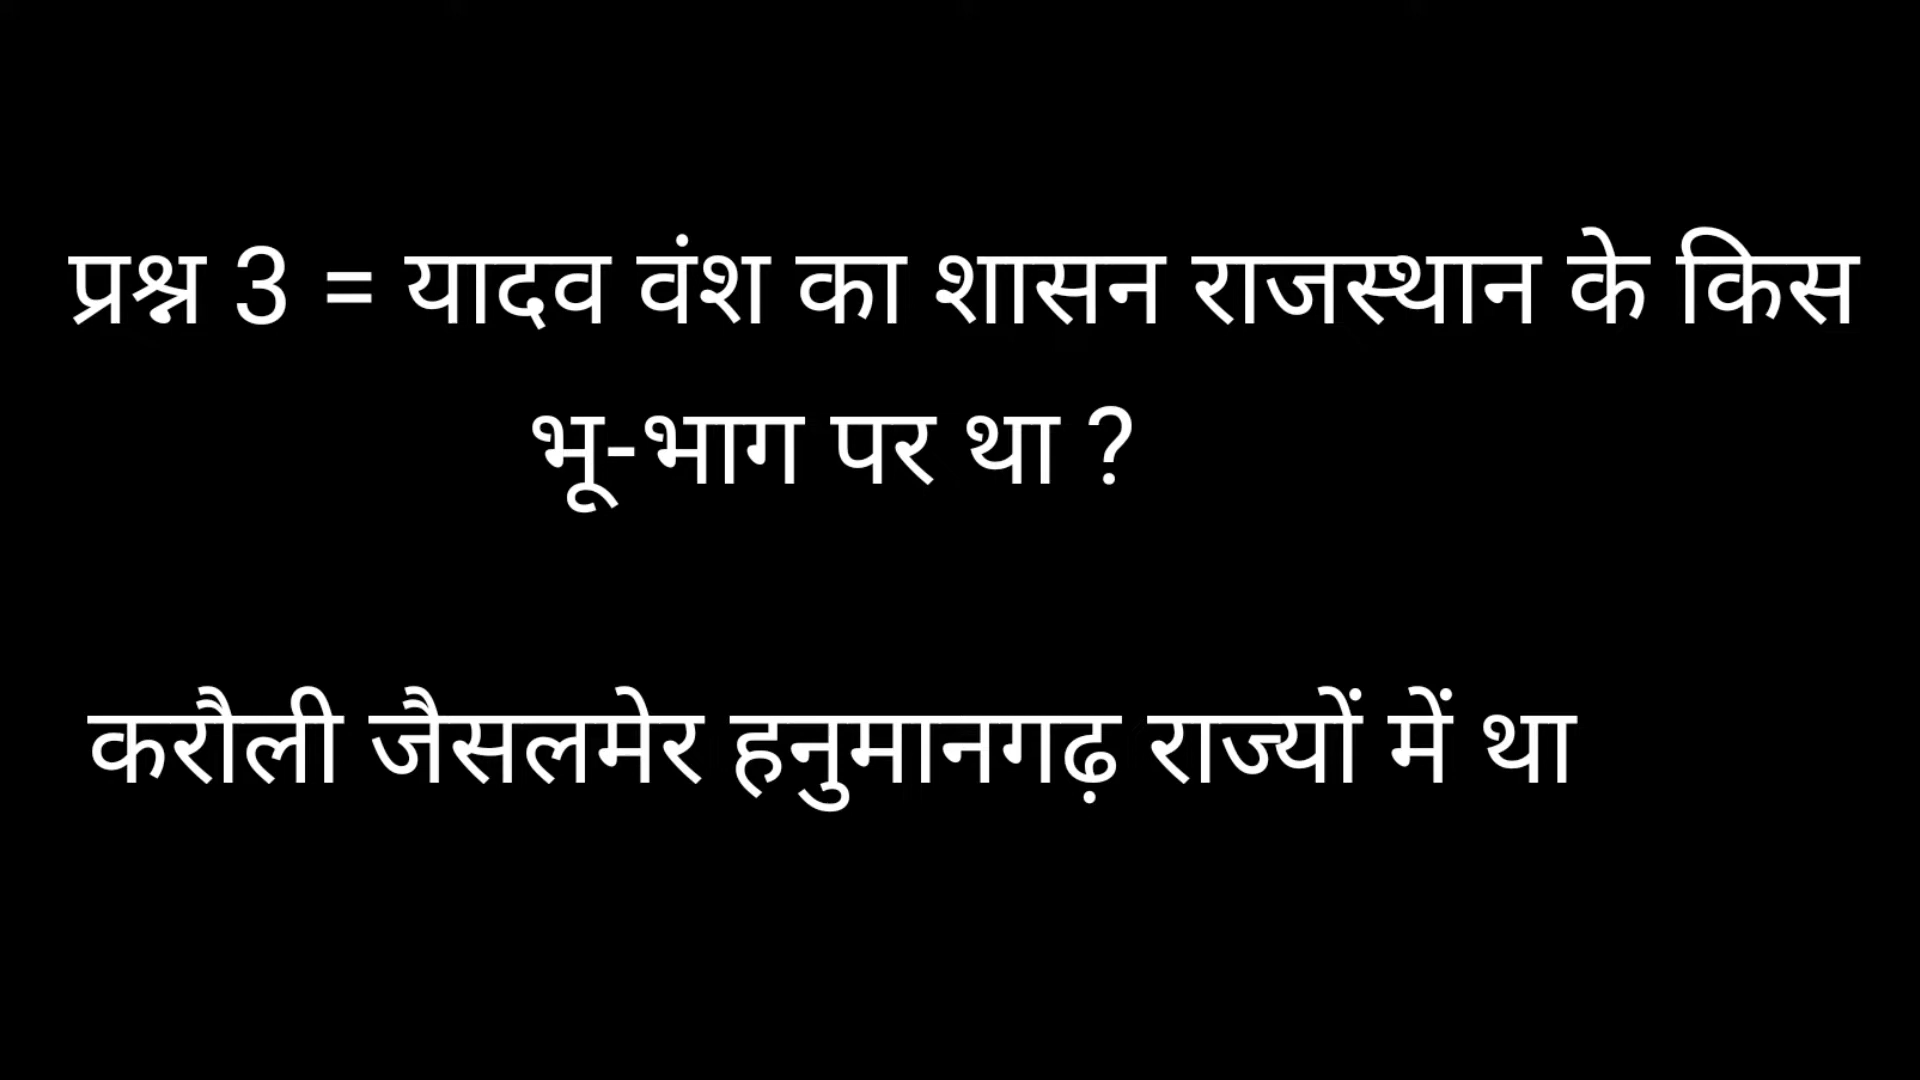 प्रश्न 3 = यादव वंश का शासन राजस्थान के किस
भू-भाग पर था ?
करौली जैसलमेर हनुमानगढ़ राज्यों में था